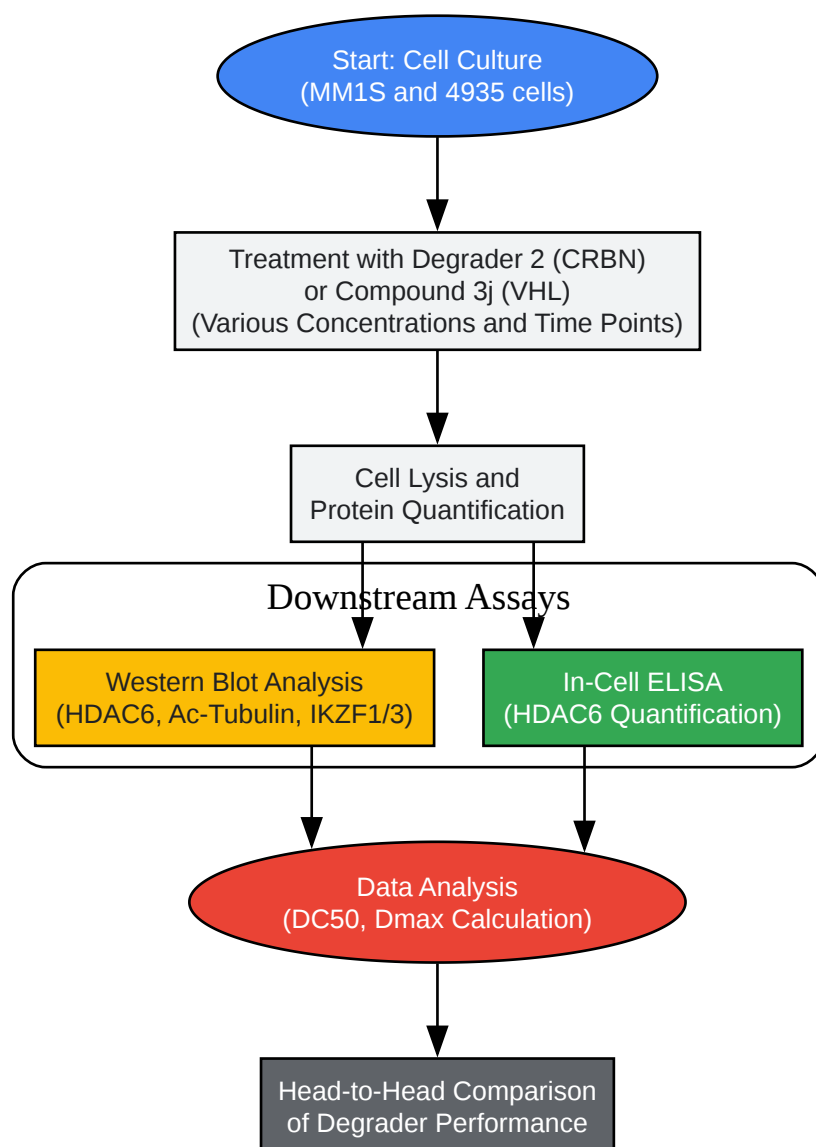 Start: Cell Culture
(MM1S and 4935 cells)
Treatment with Degrader 2 (CRBN)
or Compound 3j (VHL)
(Various Concentrations and Time Points)
Cell Lysis and
Protein Quantification
Downstream Assays
Western Blot Analysis
(HDAC6, Ac-Tubulin, IKZF1/3)
In-Cell ELISA
(HDAC6 Quantification)
Data Analysis
(DC50, Dmax Calculation)
Head-to-Head Comparison
of Degrader Performance